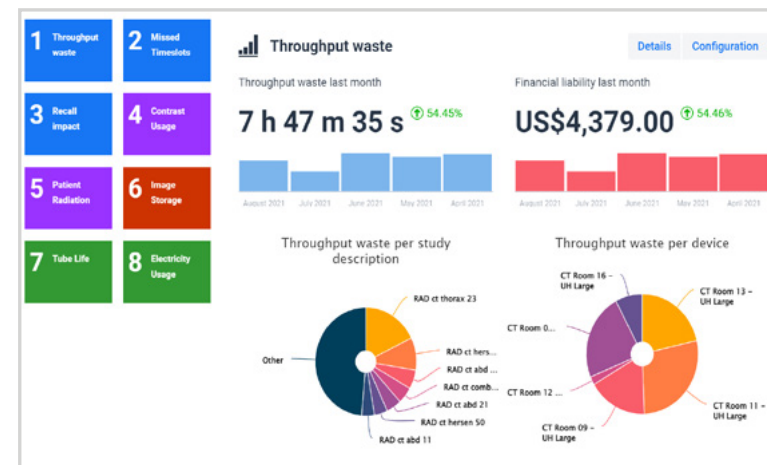 1 Throughput
waste
2 Missed
Timeslots
3 Recall
impact
4 Contrast
Usage
5 Patient
Radiation
6 Image
Storage
7 Tube Life
8 Electricity
Usage
Throughput waste
Details Configuration
Throughput waste last month
7 h 47 m 35 s 54.45%
August 2021 July 2021 June 2021 May 2021 April 2021
Financial liability last month
US$4,379.00 54.46%
August 2021 July 2021 June 2021 May 2021 April 2021
Throughput waste per study
description
RAD ct thorax 23
RAD ct hers...
RAD ct abd ...
RAD ct comb...
RAD ct abd 21
RAD ct hersen 50
RAD ct abd 11
Other
Throughput waste per device
CT Room 16 –
UH Large
CT Room 13 –
UH Large
CT Room 0...
CT Room 12 ...
CT Room 09 –
UH Large
CT Room 11 –
UH Large